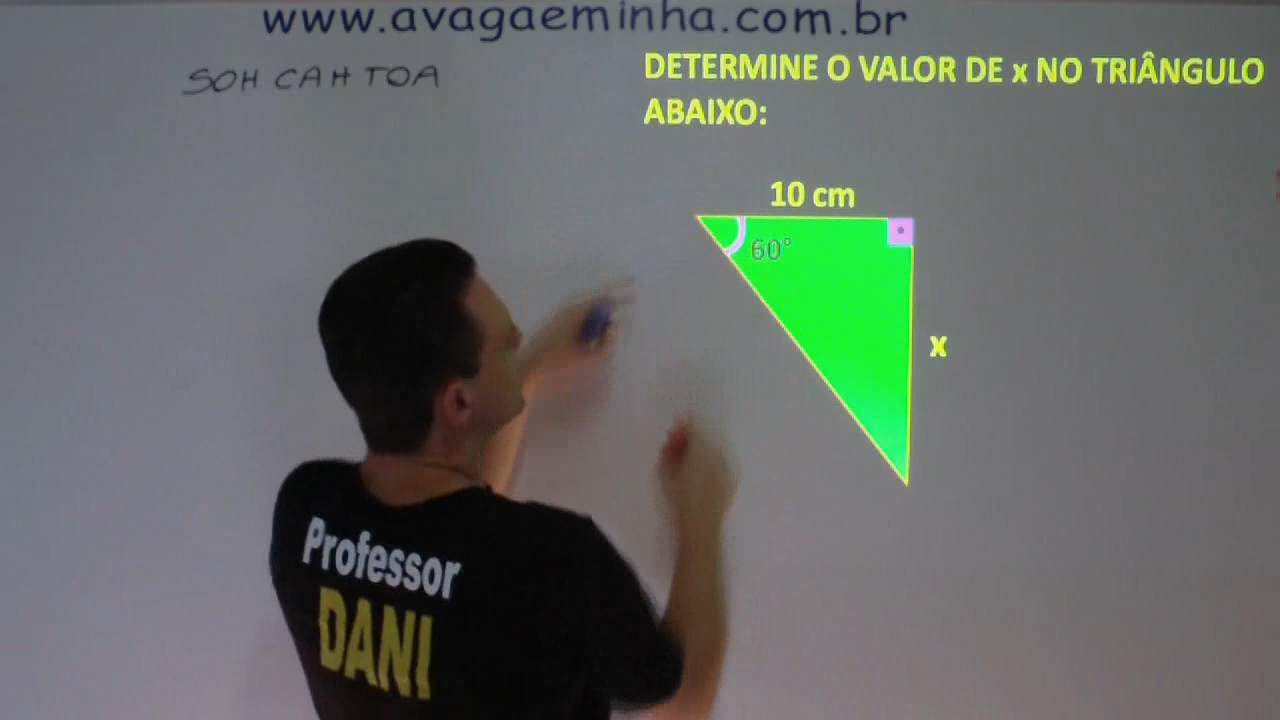 www.avagaeminha.com.br
SOH CAH TOA
DETERMINE O VALOR DE x NO TRIÂNGULO
ABAIXO:
10 cm
60°
x
Professor
DANI